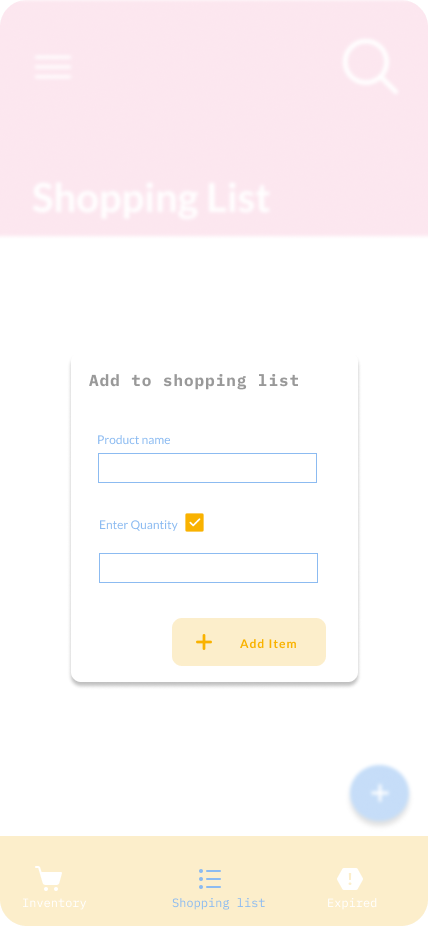 Shopping List
Add to shopping list
Product name
Enter Quantity
Add Item
Inventory
Shopping list
Expired